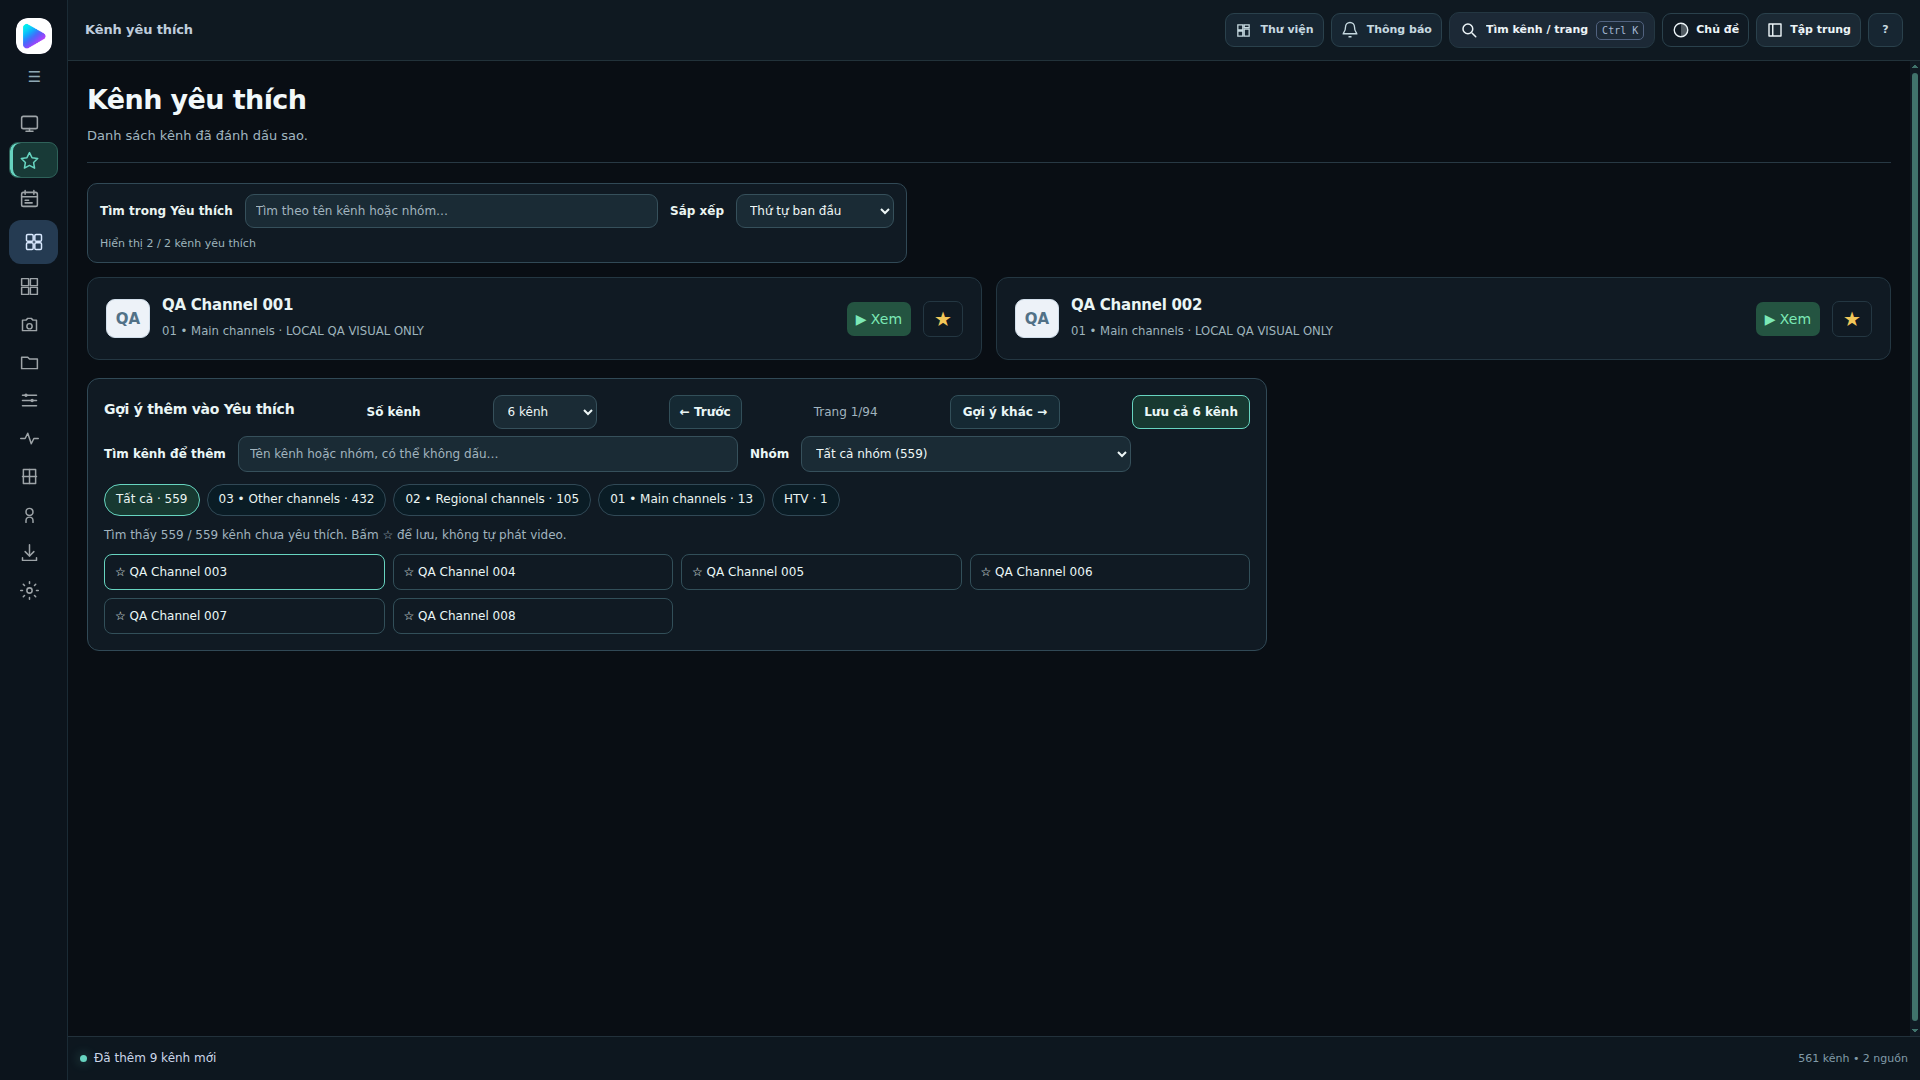 Kênh yêu thích
Thư viện
Thông báo
Tìm kênh / trang Ctrl K
Chủ đề
Tập trung
?
Kênh yêu thích
Danh sách kênh đã đánh dấu sao.
Tìm trong Yêu thích Tìm theo tên kênh hoặc nhóm... Sắp xếp Thứ tự ban đầu
Hiển thị 2 / 2 kênh yêu thích
QA
QA Channel 001
01 • Main channels · LOCAL QA VISUAL ONLY
▶ Xem ★
QA
QA Channel 002
01 • Main channels · LOCAL QA VISUAL ONLY
▶ Xem ★
Gợi ý thêm vào Yêu thích Số kênh 6 kênh ← Trước Trang 1/94 Gợi ý khác → Lưu cả 6 kênh
Tìm kênh để thêm Tên kênh hoặc nhóm, có thể không dấu... Nhóm Tất cả nhóm (559)
Tất cả · 559 03 • Other channels · 432 02 • Regional channels · 105 01 • Main channels · 13 HTV · 1
Tìm thấy 559 / 559 kênh chưa yêu thích. Bấm ☆ để lưu, không tự phát video.
☆ QA Channel 003 ☆ QA Channel 004 ☆ QA Channel 005 ☆ QA Channel 006
☆ QA Channel 007 ☆ QA Channel 008
Đã thêm 9 kênh mới
561 kênh • 2 nguồn